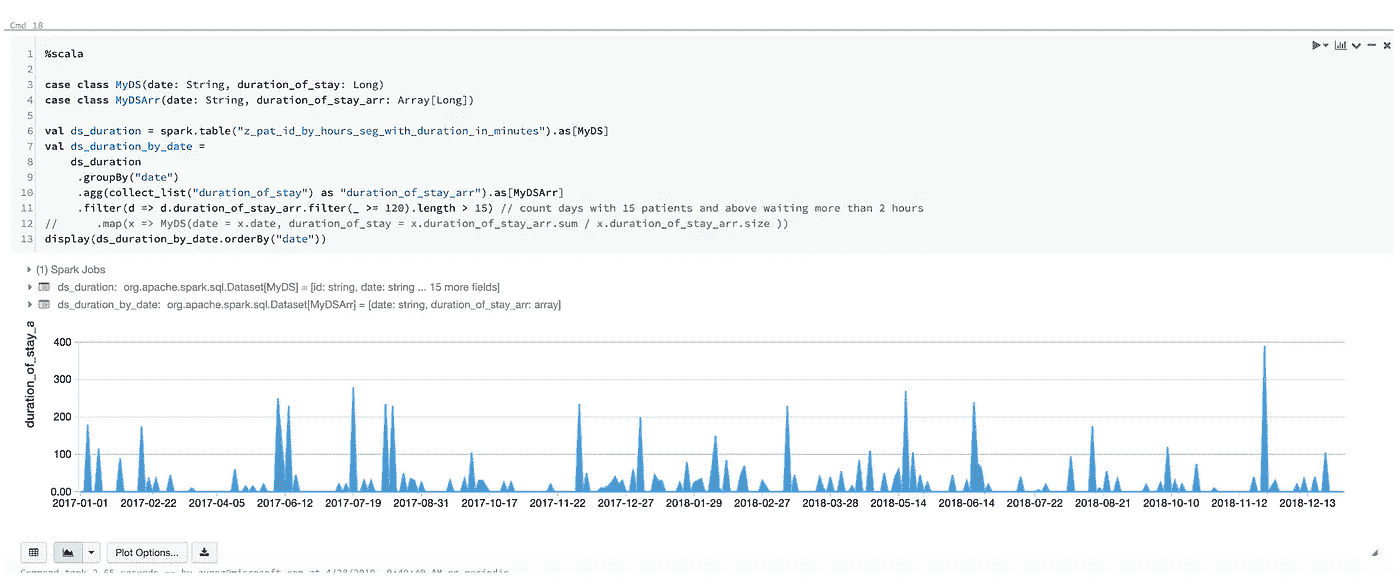 Cmd 18
1 %scala
2
3 case class MyDS(date: String, duration_of_stay: Long)
4 case class MyDSArr(date: String, duration_of_stay_arr: Array[Long])
5
6 val ds_duration = spark.table("z_pat_id_by_hours_seg_with_duration_in_minutes").as[MyDS]
7 val ds_duration_by_date =
8 ds_duration
9 .groupBy("date")
10 .agg(collect_list("duration_of_stay") as "duration_of_stay_arr").as[MyDSArr]
11 .filter(d => d.duration_of_stay_arr.filter(_ >= 120).length > 15) // count days with 15 patients and above waiting more than 2 hours
12 // .map(x => MyDS(date = x.date, duration_of_stay = x.duration_of_stay_arr.sum / x.duration_of_stay_arr.size ))
13 display(ds_duration_by_date.orderBy("date"))
(1) Spark Jobs
ds_duration: org.apache.spark.sql.Dataset[MyDS] = [id: string, date: string ... 15 more fields]
ds_duration_by_date: org.apache.spark.sql.Dataset[MyDSArr] = [date: string, duration_of_stay_arr: array]
duration_of_stay_a
400
300
200
100
0.00
2017-01-01 2017-02-22 2017-04-05 2017-06-12 2017-07-19 2017-08-31 2017-10-17 2017-11-22 2017-12-27 2018-01-29 2018-02-27 2018-03-28 2018-05-14 2018-06-14 2018-07-22 2018-08-21 2018-10-10 2018-11-12 2018-12-13
Plot Options...